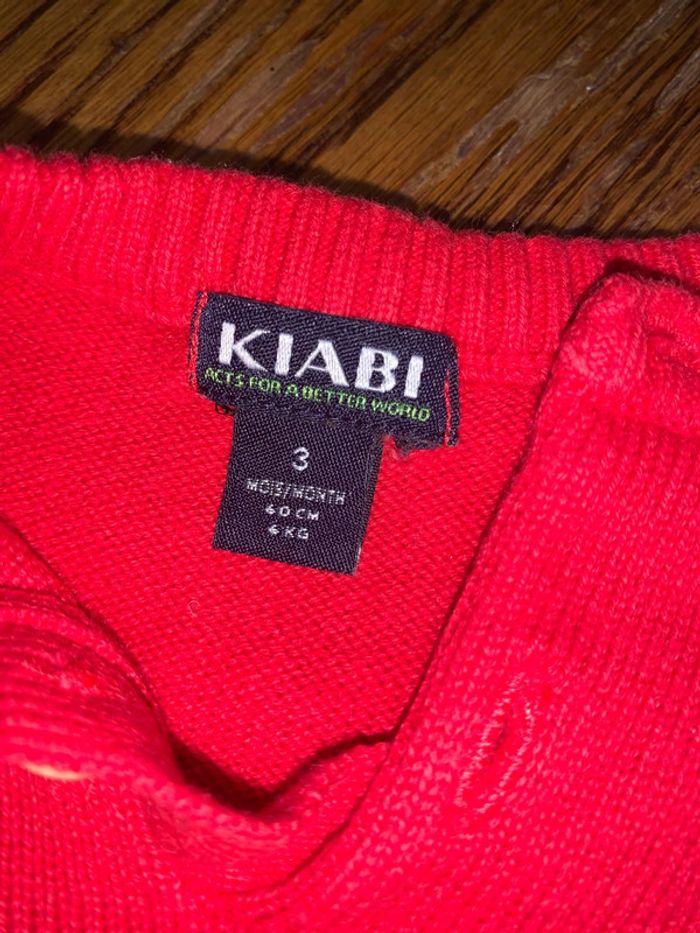 KIABI
ACTS FOR A BETTER WORLD
3
MOIS/MONTH
60 CM
6 KG